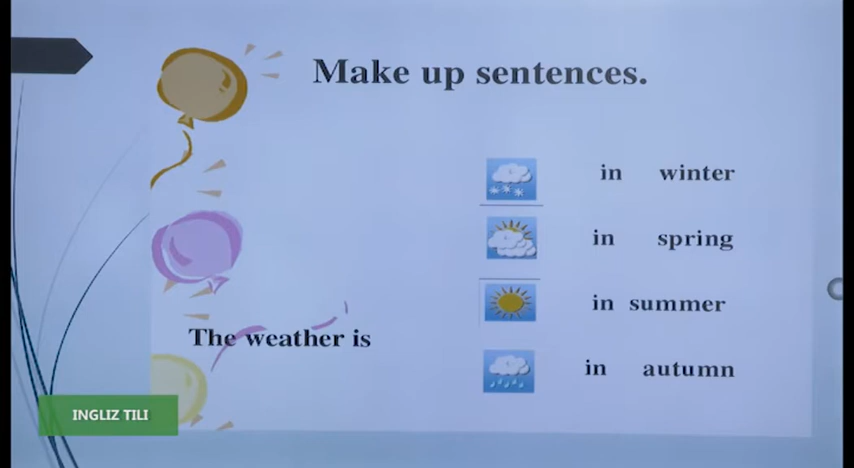 Make up sentences.
in winter
in spring
in summer
The weather is
in autumn
INGLIZ TILI